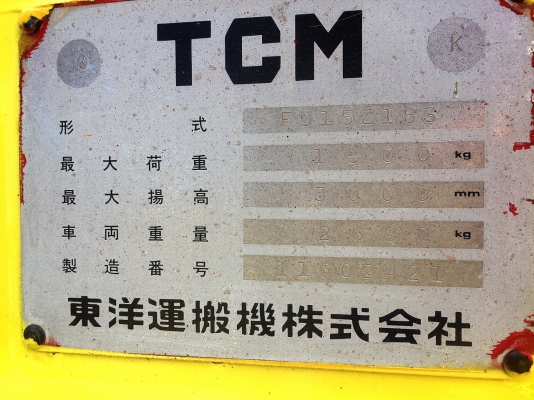 TCM
K
形式
最大荷重 1500 kg
最大揚高 3000 mm
車両重量 kg
製造番号
東洋運搬機株式会社